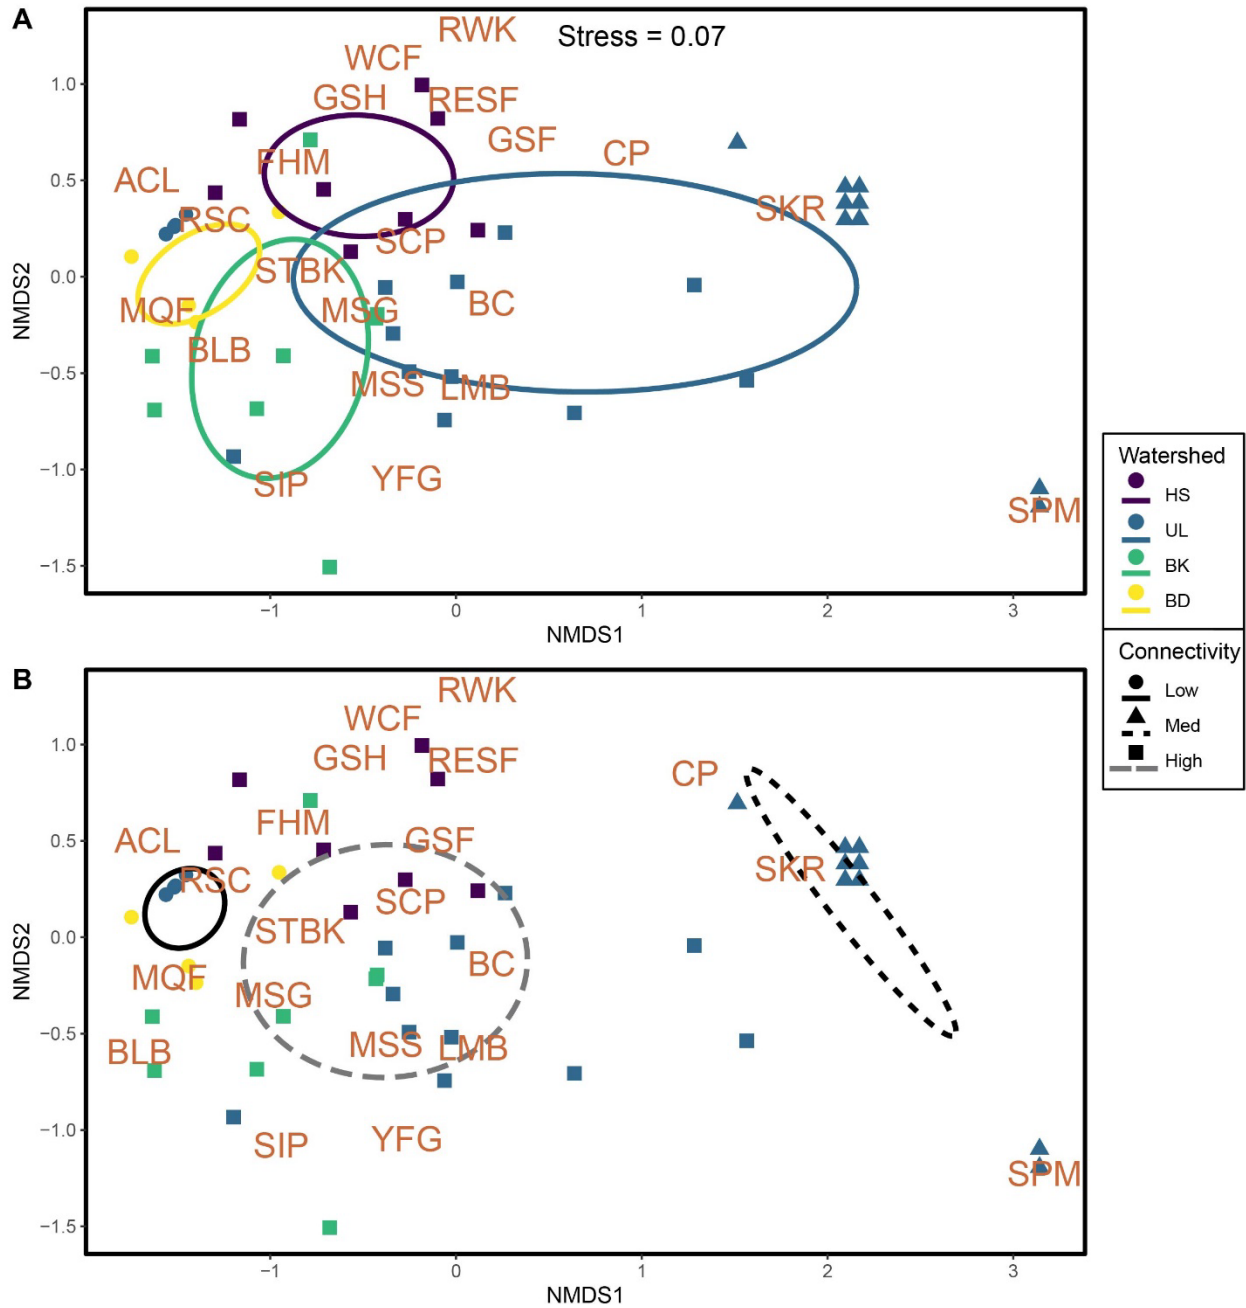 A
Stress = 0.07
RWK
WCF
GSH
RESF
GSF
CP
FHM
ACL
RSC
SKR
SCP
STBK
MQF
MSG
BC
BLB
MSS
LMB
SIP
YFG
SPM
1.0
0.5
0.0
−0.5
−1.0
−1.5
NMDS2
−1
0
1
2
3
NMDS1
Watershed
HS
UL
BK
BD
Connectivity
Low
Med
High
B
RWK
WCF
GSH
RESF
CP
FHM
GSF
ACL
RSC
SKR
SCP
STBK
MQF
BC
MSG
BLB
MSS
LMB
SIP
YFG
SPM
1.0
0.5
0.0
−0.5
−1.0
−1.5
NMDS2
−1
0
1
2
3
NMDS1